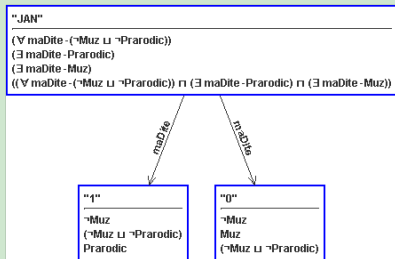 "JAN"
(∀ maDite-(¬Muz ⊔ ¬Prarodic))
(∃ maDite-Prarodic)
(∃ maDite-Muz)
((∀ maDite-(¬Muz ⊔ ¬Prarodic)) ⊓ (∃ maDite-Prarodic) ⊓ (∃ maDite-Muz))
maDite
maDite
"1"
¬Muz
(¬Muz ⊔ ¬Prarodic)
Prarodic
"0"
¬Muz
Muz
(¬Muz ⊔ ¬Prarodic)